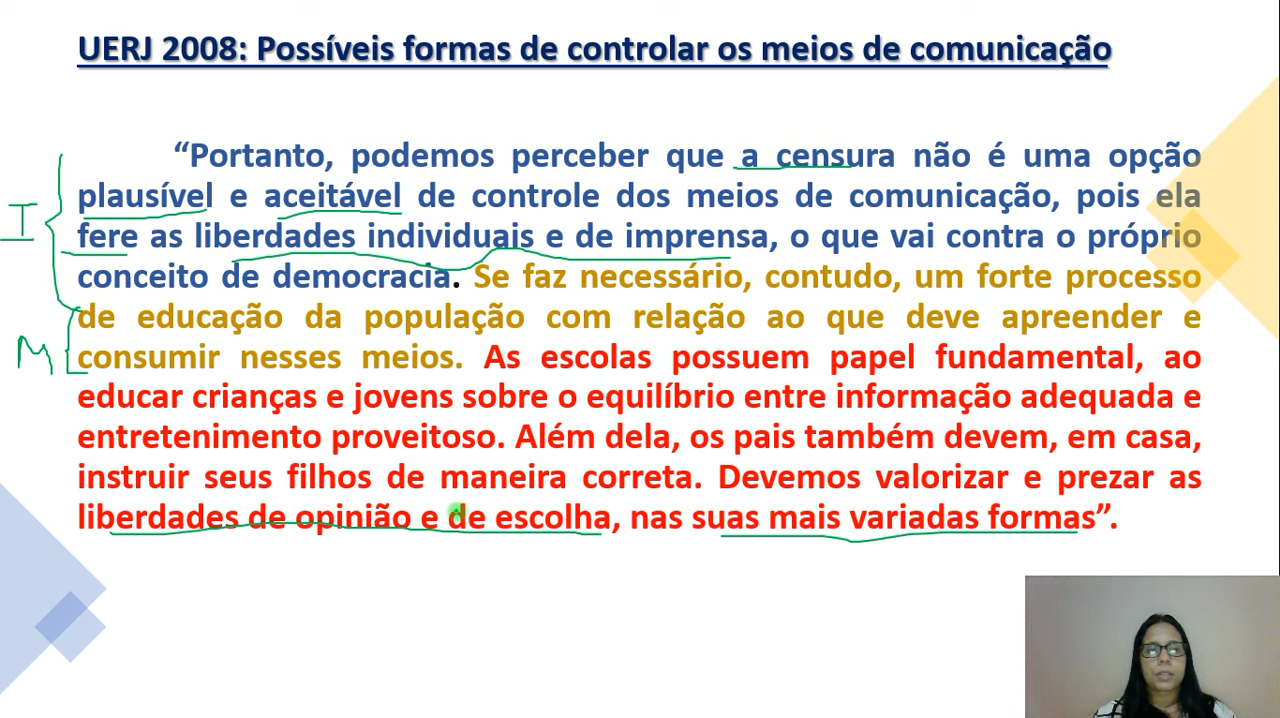 UERJ 2008: Possíveis formas de controlar os meios de comunicação
“Portanto, podemos perceber que a censura não é uma opção
plausível e aceitável de controle dos meios de comunicação, pois ela
I
fere as liberdades individuais e de imprensa, o que vai contra o próprio
conceito de democracia. Se faz necessário, contudo, um forte processo
de educação da população com relação ao que deve apreender e
M
consumir nesses meios. As escolas possuem papel fundamental, ao
educar crianças e jovens sobre o equilíbrio entre informação adequada e
entretenimento proveitoso. Além dela, os pais também devem, em casa,
instruir seus filhos de maneira correta. Devemos valorizar e prezar as
liberdades de opinião e de escolha, nas suas mais variadas formas”.